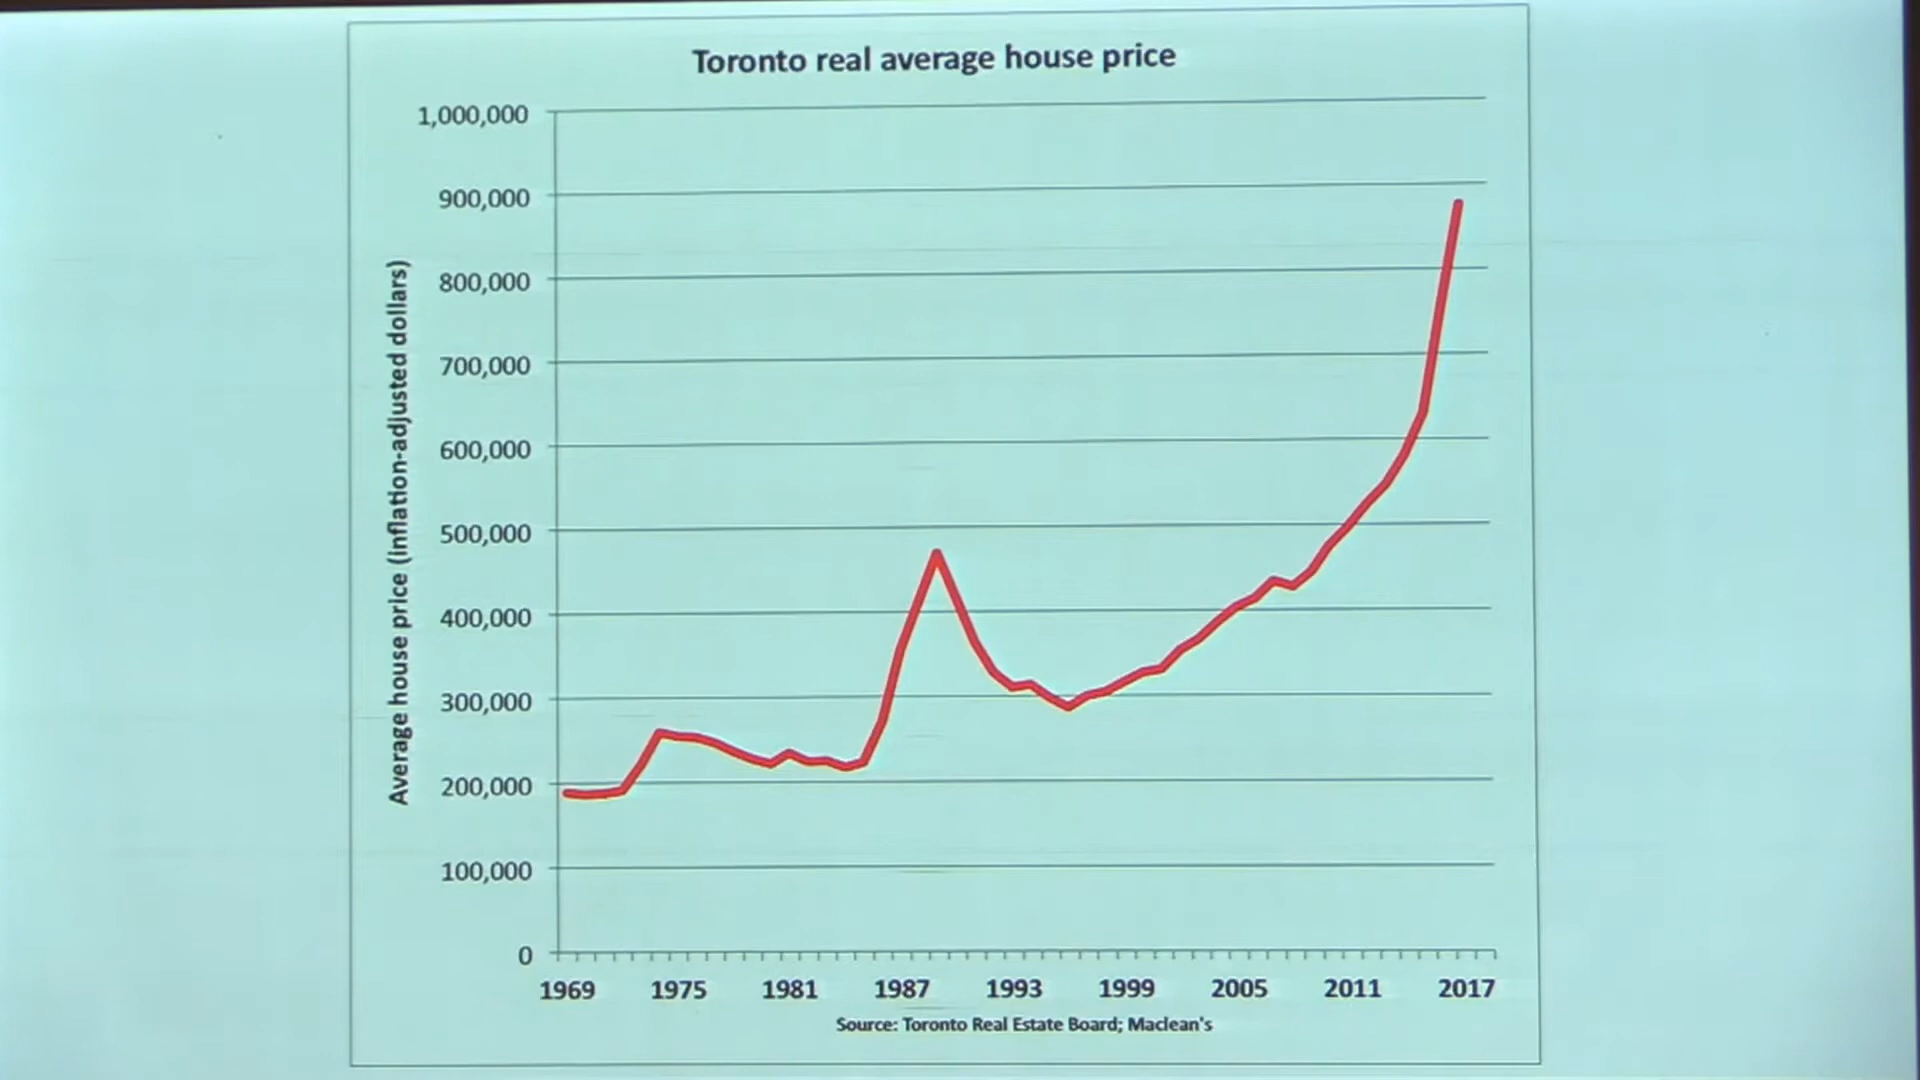 Toronto real average house price
1,000,000
900,000
800,000
700,000
600,000
500,000
400,000
300,000
200,000
100,000
0
Average house price (inflation-adjusted dollars)
1969 1975 1981 1987 1993 1999 2005 2011 2017
Source: Toronto Real Estate Board; Maclean's